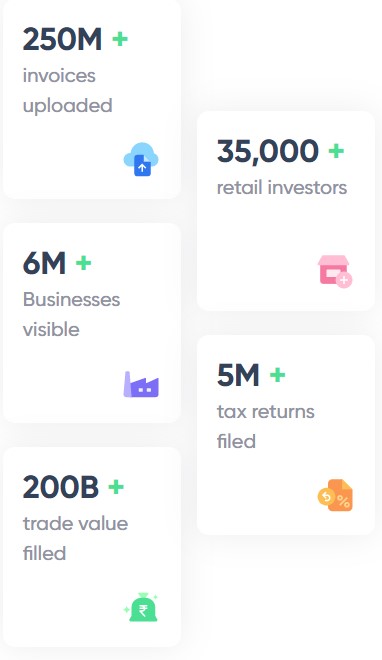 250M +
invoices
uploaded
35,000 +
retail investors
6M +
Businesses
visible
5M +
tax returns
filed
200B +
trade value
filled
₹
%